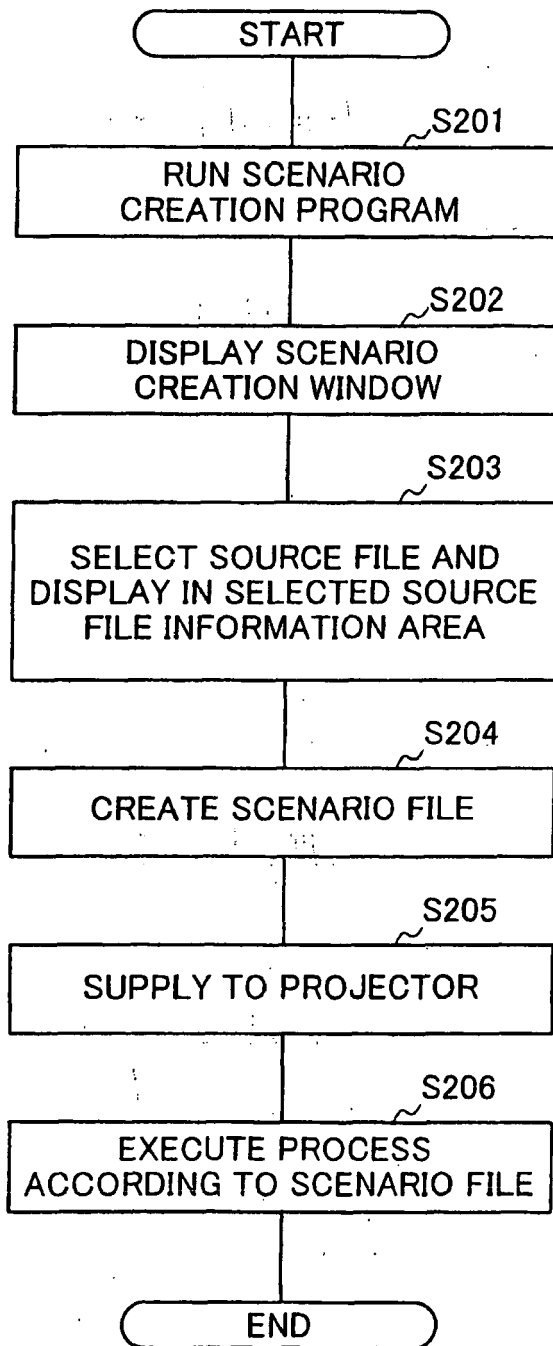 START
S201
RUN SCENARIO
CREATION PROGRAM
S202
DISPLAY SCENARIO
CREATION WINDOW
S203
SELECT SOURCE FILE AND
DISPLAY IN SELECTED SOURCE
FILE INFORMATION AREA
S204
CREATE SCENARIO FILE
S205
SUPPLY TO PROJECTOR
S206
EXECUTE PROCESS
ACCORDING TO SCENARIO FILE
END